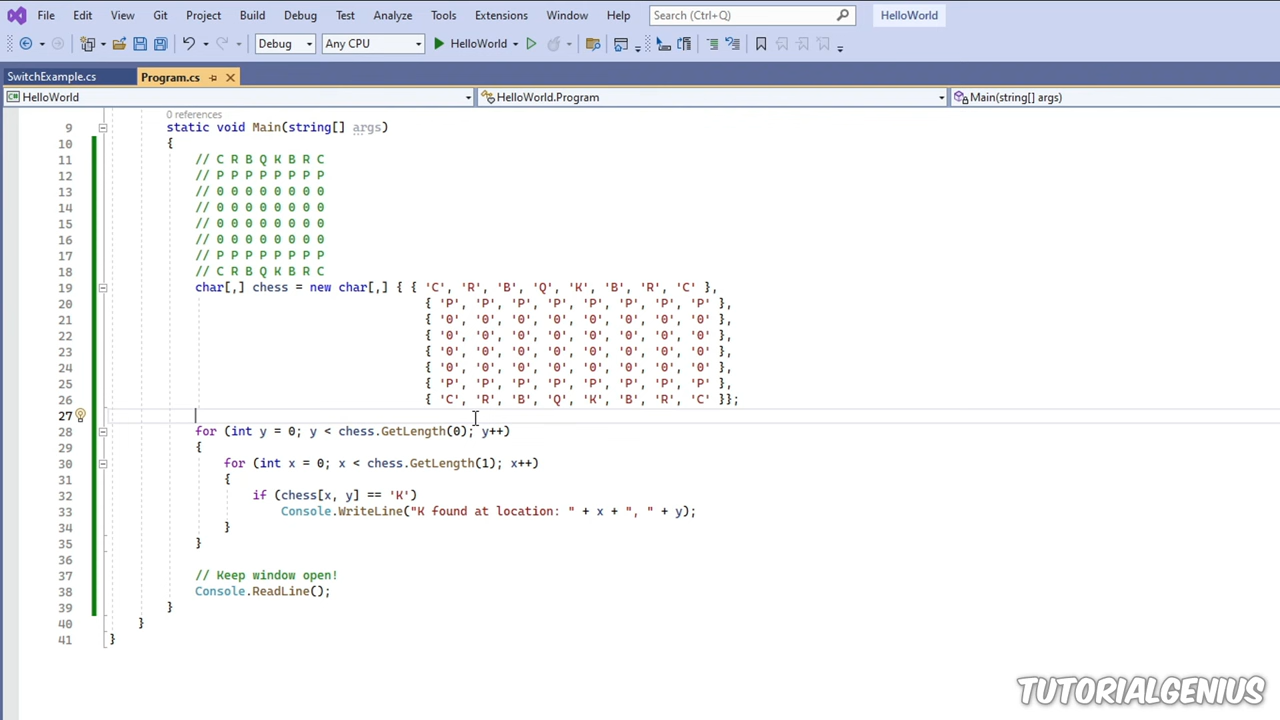 File Edit View Git Project Build Debug Test Analyze Tools Extensions Window Help Search (Ctrl+Q) HelloWorld
Debug Any CPU HelloWorld
SwitchExample.cs Program.cs
HelloWorld HelloWorld.Program Main(string[] args)
0 references
9 static void Main(string[] args)
10 {
11 // C R B Q K B R C
12 // P P P P P P P P
13 // 0 0 0 0 0 0 0 0
14 // 0 0 0 0 0 0 0 0
15 // 0 0 0 0 0 0 0 0
16 // 0 0 0 0 0 0 0 0
17 // P P P P P P P P
18 // C R B Q K B R C
19 char[,] chess = new char[,] { { 'C', 'R', 'B', 'Q', 'K', 'B', 'R', 'C' },
20 { 'P', 'P', 'P', 'P', 'P', 'P', 'P', 'P' },
21 { '0', '0', '0', '0', '0', '0', '0', '0' },
22 { '0', '0', '0', '0', '0', '0', '0', '0' },
23 { '0', '0', '0', '0', '0', '0', '0', '0' },
24 { '0', '0', '0', '0', '0', '0', '0', '0' },
25 { 'P', 'P', 'P', 'P', 'P', 'P', 'P', 'P' },
26 { 'C', 'R', 'B', 'Q', 'K', 'B', 'R', 'C' }};
27
28 for (int y = 0; y < chess.GetLength(0); y++)
29 {
30 for (int x = 0; x < chess.GetLength(1); x++)
31 {
32 if (chess[x, y] == 'K')
33 Console.WriteLine("K found at location: " + x + ", " + y);
34 }
35 }
36
37 // Keep window open!
38 Console.ReadLine();
39 }
40 }
41 }
TUTORIALGENIUS